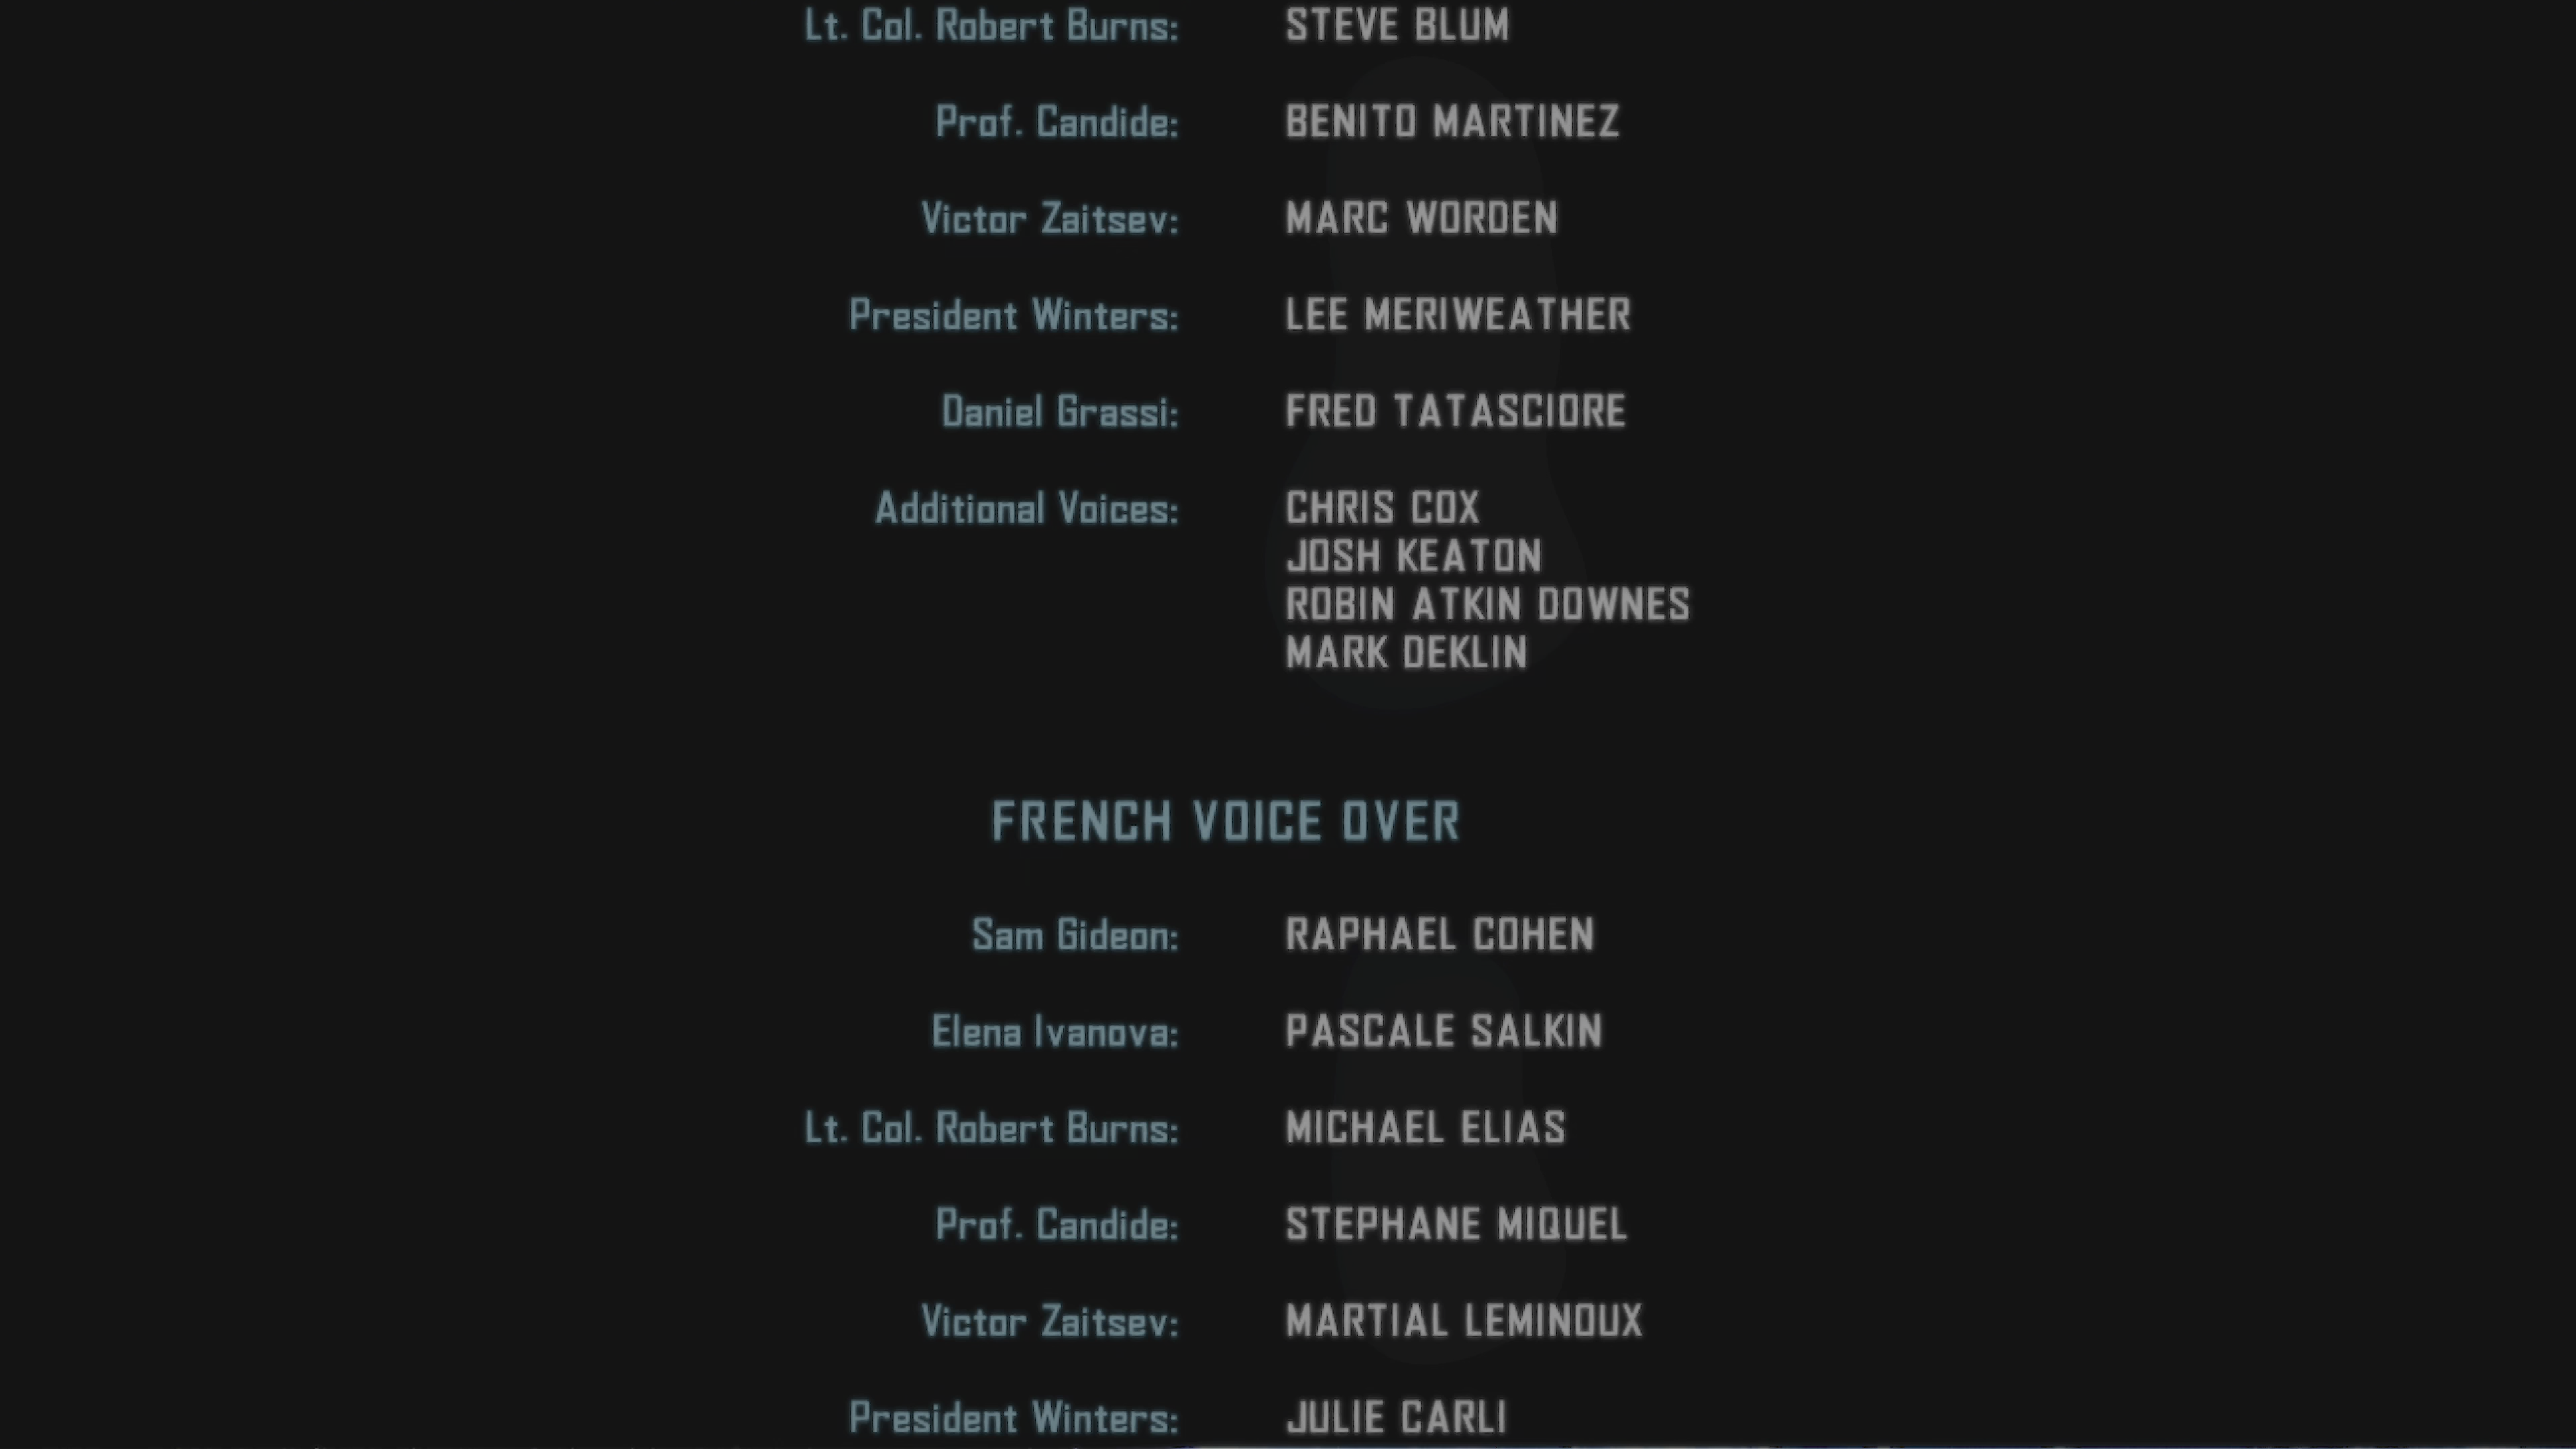 Lt. Col. Robert Burns: STEVE BLUM
Prof. Candide: BENITO MARTINEZ
Victor Zaitsev: MARC WORDEN
President Winters: LEE MERIWEATHER
Daniel Grassi: FRED TATASCIORE
Additional Voices: CHRIS COX
JOSH KEATON
ROBIN ATKIN DOWNES
MARK DEKLIN
FRENCH VOICE OVER
Sam Gideon: RAPHAEL COHEN
Elena Ivanova: PASCALE SALKIN
Lt. Col. Robert Burns: MICHAEL ELIAS
Prof. Candide: STEPHANE MIQUEL
Victor Zaitsev: MARTIAL LEMINOUX
President Winters: JULIE CARLI